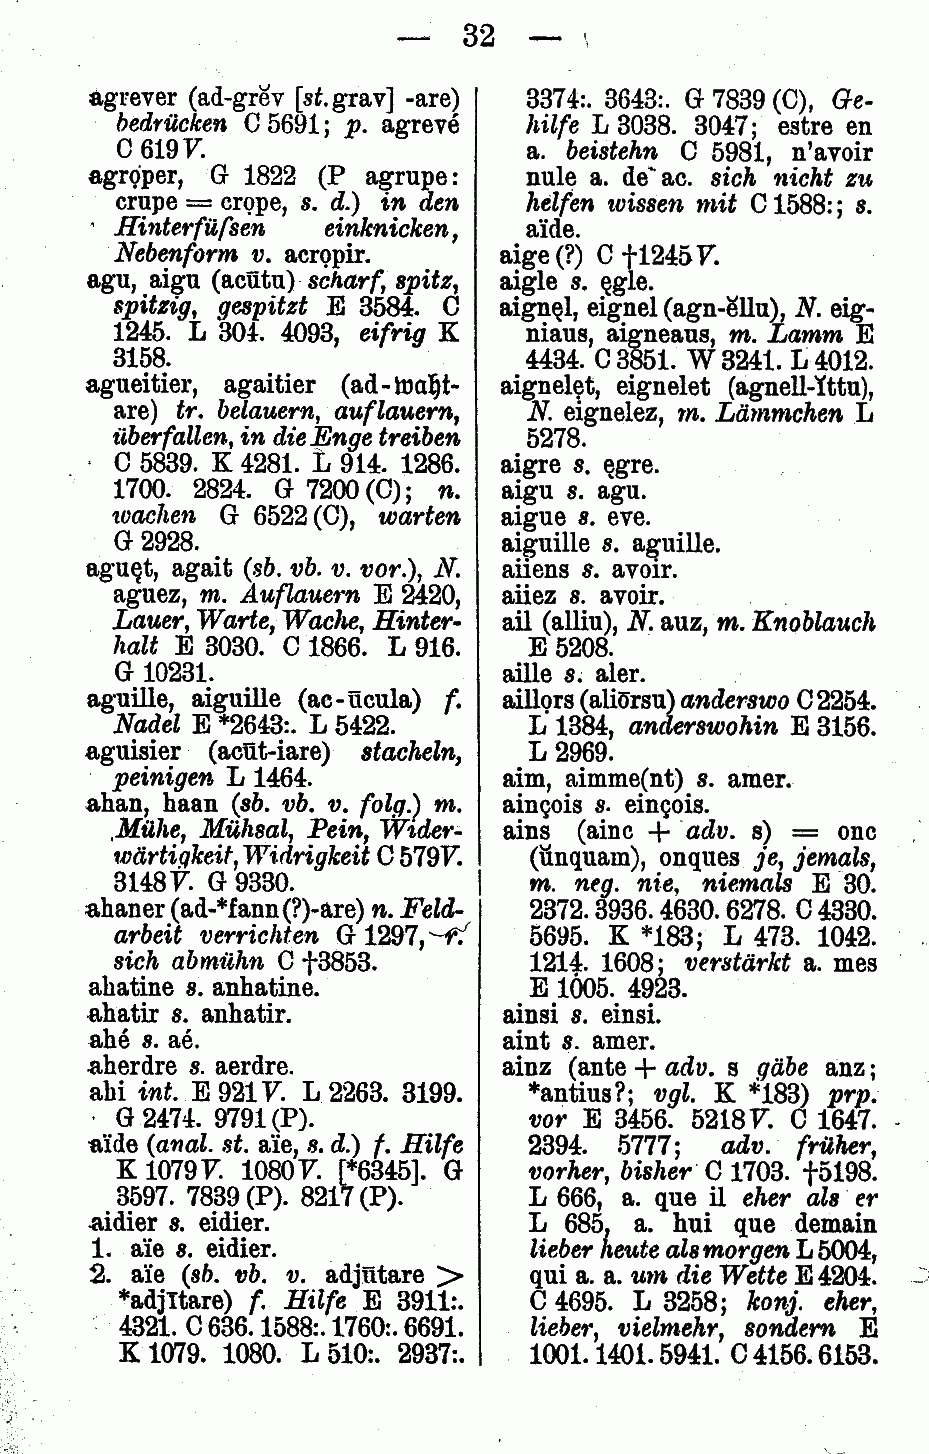 — 32 —
agrever (ad-grĕv [st. grav] -are)
bedrücken C 5691; p. agrevé
C 619 V.
agrọper, G 1822 (P agrupe:
crupe = crọpe, s. d.) in den
Hinterfüſsen einknicken,
Nebenform v. acrọpir.
agu, aigu (acūtu) scharf, spitz,
spitzig, gespitzt E 3584. C
1245. L 304. 4093, eifrig K
3158.
agueitier, agaitier (ad-waht-
are) tr. belauern, auflauern,
überfallen, in die Enge treiben
C 5839. K 4281. L 914. 1286.
1700. 2824. G 7200 (C); n.
wachen G 6522 (C), warten
G 2928.
aguęt, agait (sb. vb. v. vor.), N.
aguez, m. Auflauern E 2420,
Lauer, Warte, Wache, Hinter-
halt E 3030. C 1866. L 916.
G 10231.
aguille, aiguille (ac-ūcula) f.
Nadel E *2643:. L 5422.
aguisier (acūt-iare) stacheln,
peinigen L 1464.
ahan, haan (sb. vb. v. folg.) m.
Mühe, Mühsal, Pein, Wider-
wärtigkeit, Widrigkeit C 579 V.
3148 V. G 9330.
ahaner (ad-*fann(?)-are) n. Feld-
arbeit verrichten G 1297, r.
sich abmühn C †3853.
ahatine s. anhatine.
ahatir s. anhatir.
ahé s. aé.
aherdre s. aerdre.
ahi int. E 921 V. L 2263. 3199.
G 2474. 9791 (P).
aïde (anal. st. aïe, s. d.) f. Hilfe
K 1079 V. 1080 V. [*6345]. G
3597. 7839 (P). 8217 (P).
aidier s. eidier.
1. aïe s. eidier.
2. aïe (sb. vb. v. adjūtare >
*adjītare) f. Hilfe E 3911:.
4321. C 636. 1588:. 1760:. 6691.
K 1079. 1080. L 510:. 2937:.
3374:. 3643:. G 7839 (C), Ge-
hilfe L 3038. 3047; estre en
a. beistehn C 5981, n'avoir
nule a. de ac. sich nicht zu
helfen wissen mit C 1588:; s.
aïde.
aige (?) C †1245 V.
aigle s. ęgle.
aignęl, eignel (agn-ĕllu), N. eig-
niaus, aigneaus, m. Lamm E
4434. C 3851. W 3241. L 4012.
aignelęt, eignelet (agnell-ĭttu),
N. eignelez, m. Lämmchen L
5278.
aigre s. ęgre.
aigu s. agu.
aigue s. eve.
aiguille s. aguille.
aiiens s. avoir.
aiiez s. avoir.
ail (alliu), N. auz, m. Knoblauch
E 5208.
aille s. aler.
aillọrs (aliōrsu) anderswo C 2254.
L 1384, anderswohin E 3156.
L 2969.
aim, aimme(nt) s. amer.
ainçois s. einçois.
ains (ainc + adv. s) = onc
(ŭnquam), onques je, jemals,
m. neg. nie, niemals E 30.
2372. 3936. 4630. 6278. C 4330.
5695. K *183; L 473. 1042.
1214. 1608; verstärkt a. mes
E 1005. 4923.
ainsi s. einsi.
aint s. amer.
ainz (ante + adv. s gäbe anz;
*antius?; vgl. K *183) prp.
vor E 3456. 5218 V. C 1647.
2394. 5777; adv. früher,
vorher, bisher C 1703. †5198.
L 666, a. que il eher als er
L 685, a. hui que demain
lieber heute als morgen L 5004,
qui a. a. um die Wette E 4204.
C 4695. L 3258; konj. eher,
lieber, vielmehr, sondern E
1001. 1401. 5941. C 4156. 6153.